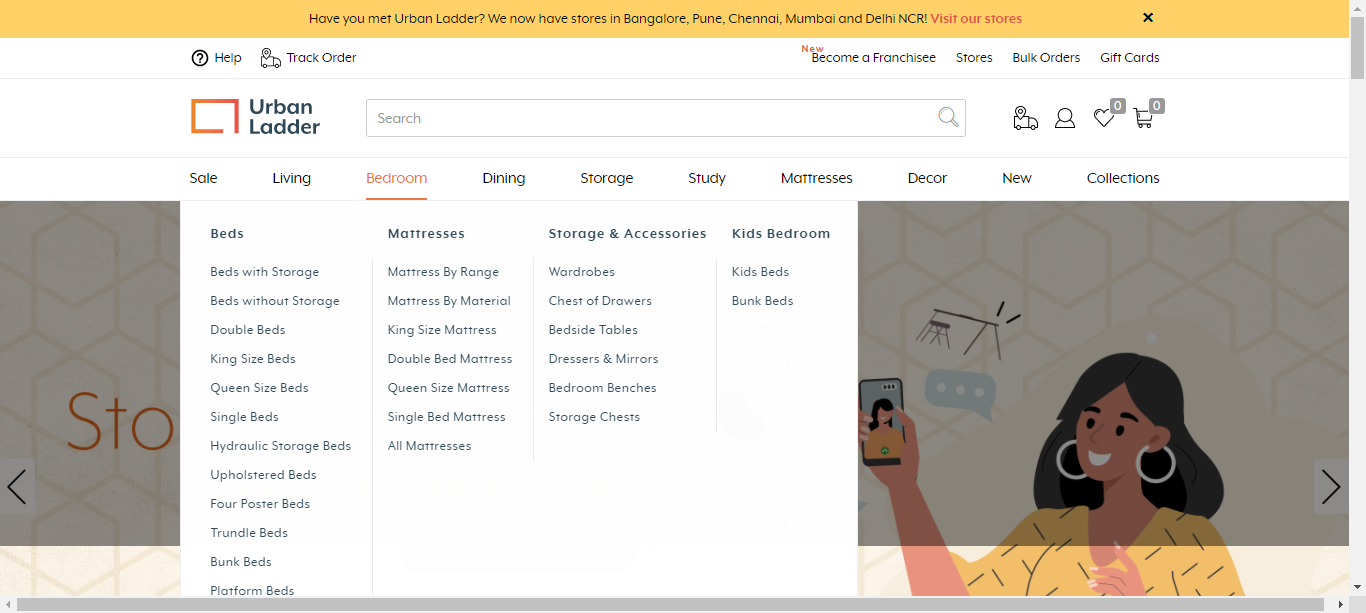 Have you met Urban Ladder? We now have stores in Bangalore, Pune, Chennai, Mumbai and Delhi NCR! Visit our stores
Help
Track Order
New
Become a Franchisee
Stores
Bulk Orders
Gift Cards
Urban
Ladder
Search
0
0
Sale
Living
Bedroom
Dining
Storage
Study
Mattresses
Decor
New
Collections
Beds
Beds with Storage
Beds without Storage
Double Beds
King Size Beds
Queen Size Beds
Single Beds
Hydraulic Storage Beds
Upholstered Beds
Four Poster Beds
Trundle Beds
Bunk Beds
Platform Beds
Mattresses
Mattress By Range
Mattress By Material
King Size Mattress
Double Bed Mattress
Queen Size Mattress
Single Bed Mattress
All Mattresses
Storage & Accessories
Wardrobes
Chest of Drawers
Bedside Tables
Dressers & Mirrors
Bedroom Benches
Storage Chests
Kids Bedroom
Kids Beds
Bunk Beds
Sto